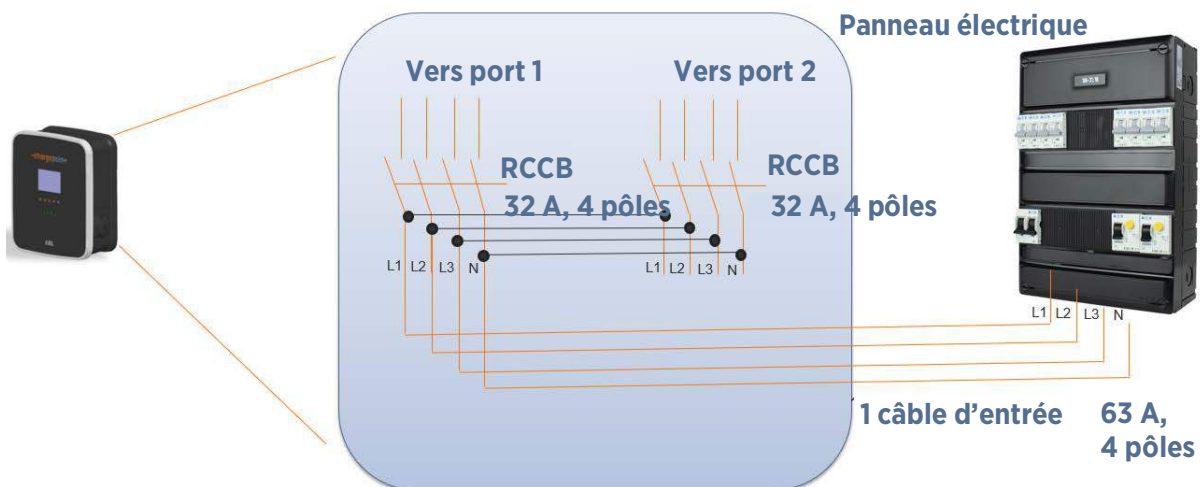 Panneau électrique
Vers port 1
Vers port 2
-chargepoin+
RCCB
32 A, 4 pôles
RCCB
32 A, 4 pôles
L1 L2 L3 N
L1 L2 L3 N
L1 L2 L3 N
1 câble d’entrée
63 A,
4 pôles